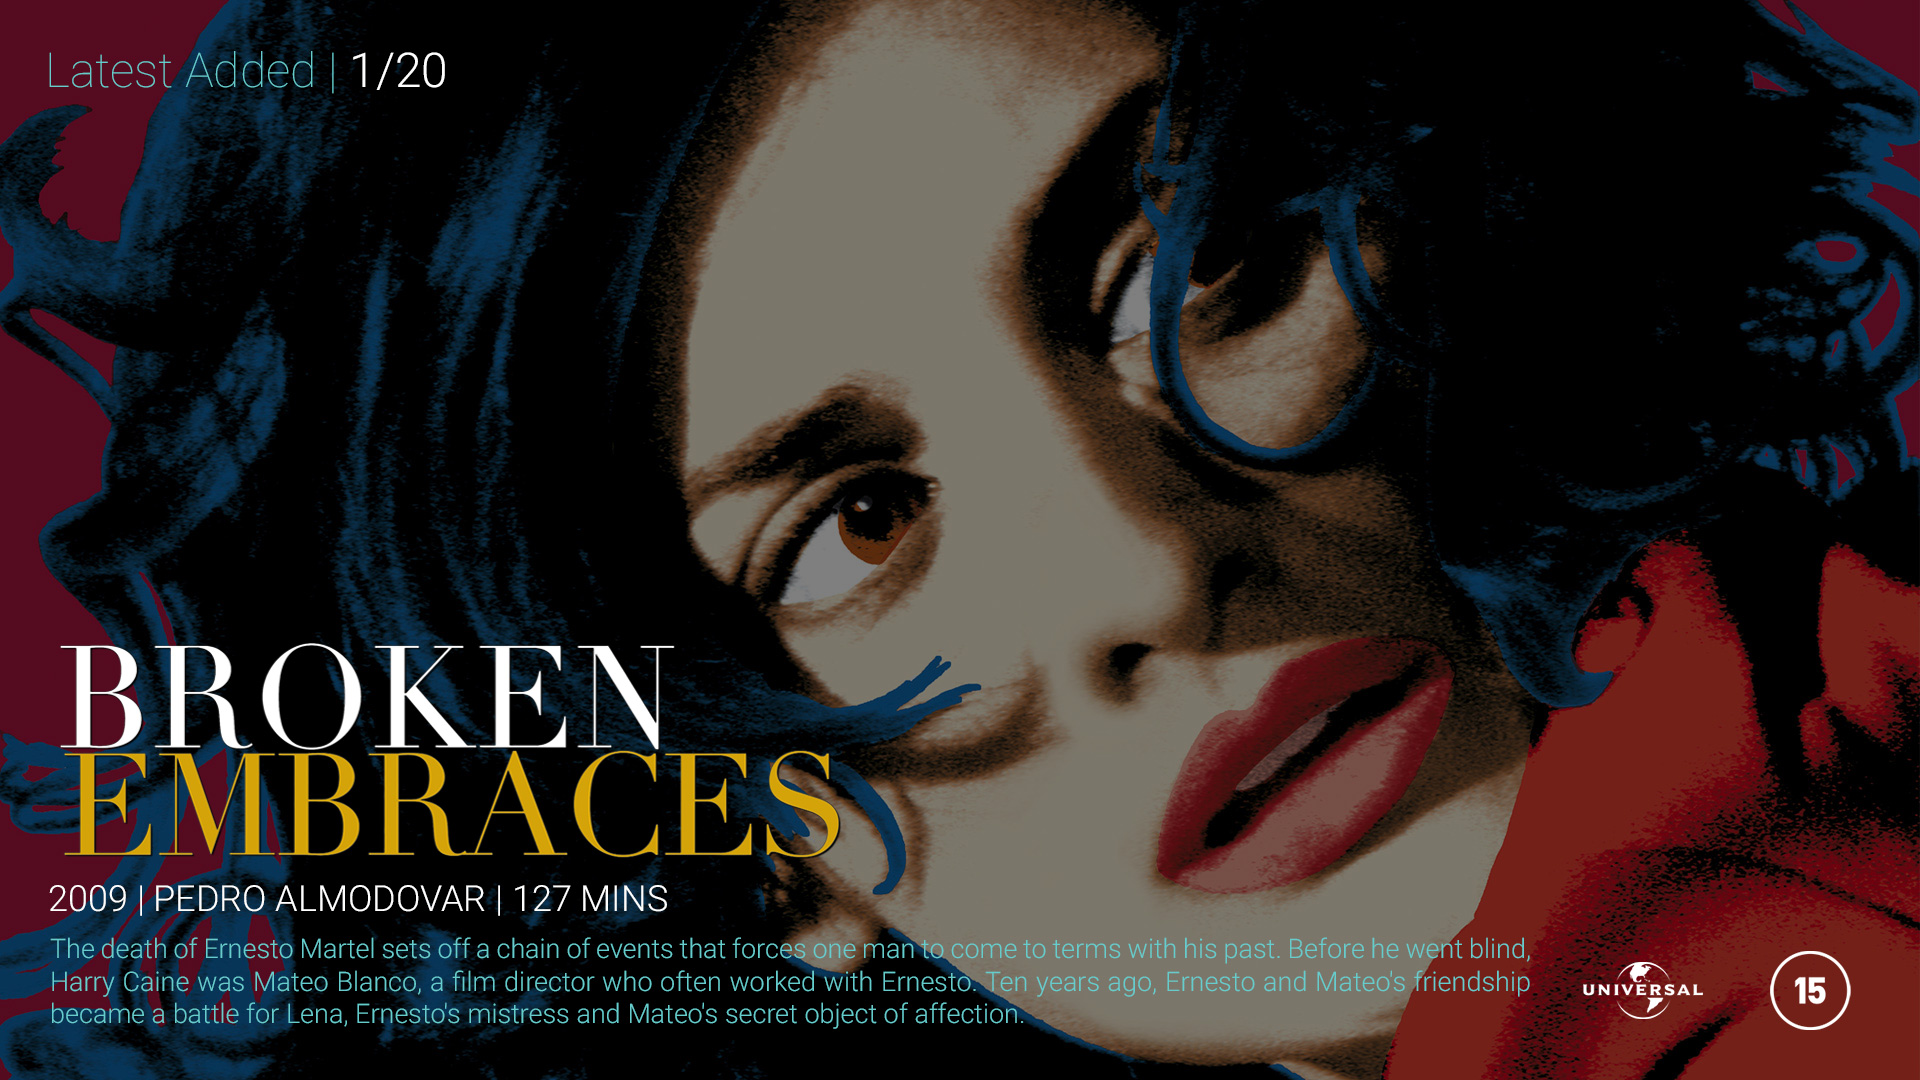 Latest Added | 1/20
BROKEN
EMBRACES
2009 | PEDRO ALMODOVAR | 127 MINS
The death of Ernesto Martel sets off a chain of events that forces one man to come to terms with his past. Before he went blind,
Harry Caine was Mateo Blanco, a film director who often worked with Ernesto. Ten years ago, Ernesto and Mateo's friendship
became a battle for Lena, Ernesto's mistress and Mateo's secret object of affection.
UNIVERSAL
15